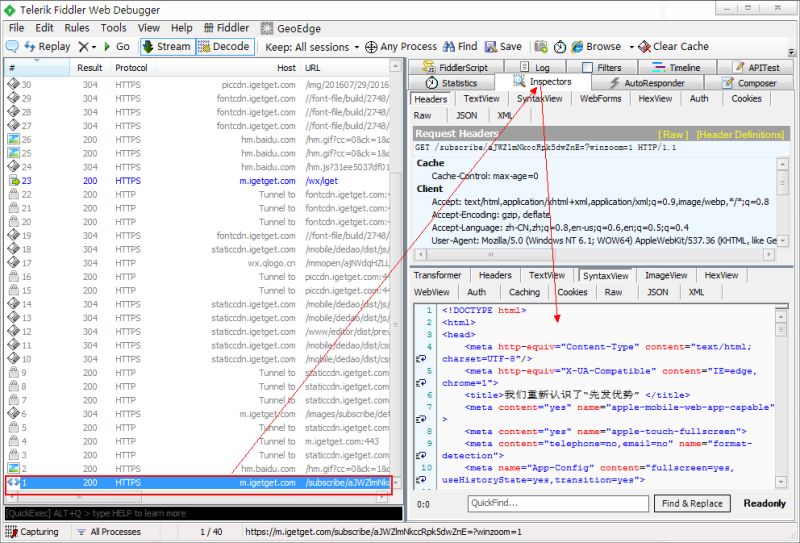 Telerik Fiddler Web Debugger
File Edit Rules Tools View Help Fiddler GeoEdge
Replay Go Stream Decode Keep: All sessions Any Process Find Save Browse Clear Cache
# Result Protocol Host URL
30 304 HTTPS piccdn.igetget.com /img/201607/29/2016
29 304 HTTPS fontcdn.igetget.com //font-file/build/2748/
28 304 HTTPS fontcdn.igetget.com //font-file/build/2748/
27 304 HTTPS fontcdn.igetget.com //font-file/build/2748/
26 200 HTTPS hm.baidu.com /hm.gif?cc=0&ck=1&
25 200 HTTPS hm.baidu.com /hm.gif?cc=0&ck=1&
24 304 HTTPS hm.baidu.com /hm.js?31ee5037df01
23 200 HTTPS m.igetget.com /wx/iget
22 200 HTTP Tunnel to fontcdn.igetget.com:
21 200 HTTP Tunnel to fontcdn.igetget.com:
20 200 HTTP Tunnel to fontcdn.igetget.com:
19 304 HTTPS fontcdn.igetget.com //font-file/build/2748/
18 304 HTTPS staticcdn.igetget.com /mobile/dedao/dist/js/
17 304 HTTP wx.qlogo.cn /mmopen/ajNVdqHZLL
16 200 HTTP Tunnel to piccdn.igetget.com:44
15 200 HTTP Tunnel to piccdn.igetget.com:44
14 304 HTTPS staticcdn.igetget.com /mobile/dedao/dist/js/
13 304 HTTPS staticcdn.igetget.com /mobile/dedao/dist/js/
12 304 HTTPS staticcdn.igetget.com /www/editor/dist/prev
11 304 HTTPS staticcdn.igetget.com /mobile/dedao/dist/css
10 304 HTTPS staticcdn.igetget.com /mobile/dedao/dist/css
9 200 HTTP Tunnel to staticcdn.igetget.com
8 200 HTTP Tunnel to staticcdn.igetget.com
7 200 HTTP Tunnel to staticcdn.igetget.com
6 304 HTTPS m.igetget.com /images/subscribe/det
5 200 HTTP Tunnel to staticcdn.igetget.com
4 200 HTTP Tunnel to m.igetget.com:443
3 200 HTTP Tunnel to staticcdn.igetget.com
2 200 HTTPS hm.baidu.com /hm.gif?cc=0&ck=1&
1 200 HTTPS m.igetget.com /subscribe/aJWZlmNkc
[QuickExec] ALT+Q > type HELP to learn more
Capturing All Processes 1 / 40 https://m.igetget.com/subscribe/aJWZlmNkccRpk5dwZnE=?winzoom=1
FiddlerScript Log Filters Timeline APITest
Statistics Inspectors AutoResponder Composer
Headers TextView SyntaxView WebForms HexView Auth Cookies
Raw JSON XML
Request Headers [ Raw ] [Header Definitions]
GET /subscribe/aJWZlmNkccRpk5dwZnE=?winzoom=1 HTTP/1.1
Cache
Cache-Control: max-age=0
Client
Accept: text/html,application/xhtml+xml,application/xml;q=0.9,image/webp,*/*;q=0.8
Accept-Encoding: gzip, deflate
Accept-Language: zh-CN,zh;q=0.8,en-us;q=0.6,en;q=0.5;q=0.4
User-Agent: Mozilla/5.0 (Windows NT 6.1; WOW64) AppleWebKit/537.36 (KHTML, like Ge
Transformer Headers TextView SyntaxView ImageView HexView
WebView Auth Caching Cookies Raw JSON XML
1 <!DOCTYPE html>
2 <html>
3 <head>
4 <meta http-equiv="Content-Type" content="text/html;
charset=UTF-8"/>
5 <meta http-equiv="X-UA-Compatible" content="IE=edge,
chrome=1">
6 <title>我们重新认识了“先发优势” </title>
7 <meta content="yes" name="apple-mobile-web-app-capable"
>
8 <meta content="yes" name="apple-touch-fullscreen">
9 <meta content="telephone=no,email=no" name="format-
detection">
10 <meta name="App-Config" content="fullscreen=yes,
useHistoryState=yes,transition=yes">
0:0 QuickFind... Find & Replace Readonly